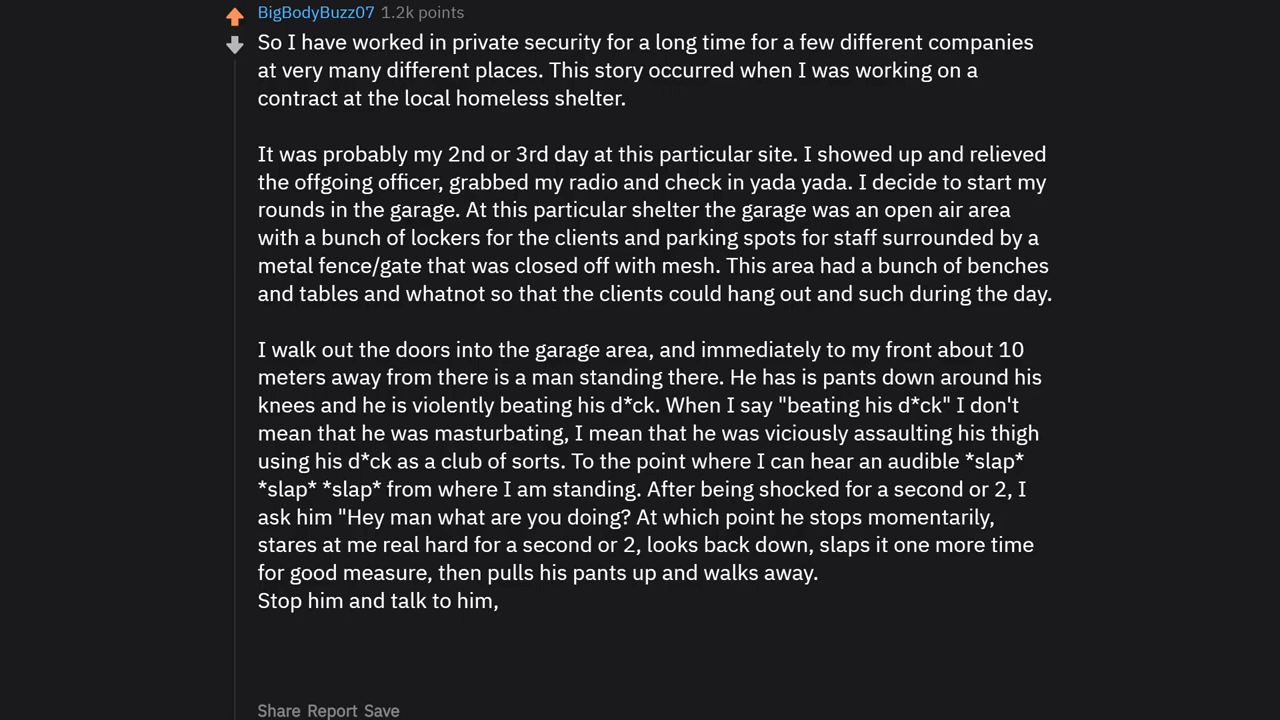 BigBodyBuzz07 1.2k points
So I have worked in private security for a long time for a few different companies
at very many different places. This story occurred when I was working on a
contract at the local homeless shelter.
It was probably my 2nd or 3rd day at this particular site. I showed up and relieved
the offgoing officer, grabbed my radio and check in yada yada. I decide to start my
rounds in the garage. At this particular shelter the garage was an open air area
with a bunch of lockers for the clients and parking spots for staff surrounded by a
metal fence/gate that was closed off with mesh. This area had a bunch of benches
and tables and whatnot so that the clients could hang out and such during the day.
I walk out the doors into the garage area, and immediately to my front about 10
meters away from there is a man standing there. He has is pants down around his
knees and he is violently beating his d*ck. When I say "beating his d*ck" I don't
mean that he was masturbating, I mean that he was viciously assaulting his thigh
using his d*ck as a club of sorts. To the point where I can hear an audible *slap*
*slap* *slap* from where I am standing. After being shocked for a second or 2, I
ask him "Hey man what are you doing? At which point he stops momentarily,
stares at me real hard for a second or 2, looks back down, slaps it one more time
for good measure, then pulls his pants up and walks away.
Stop him and talk to him,
Share Report Save